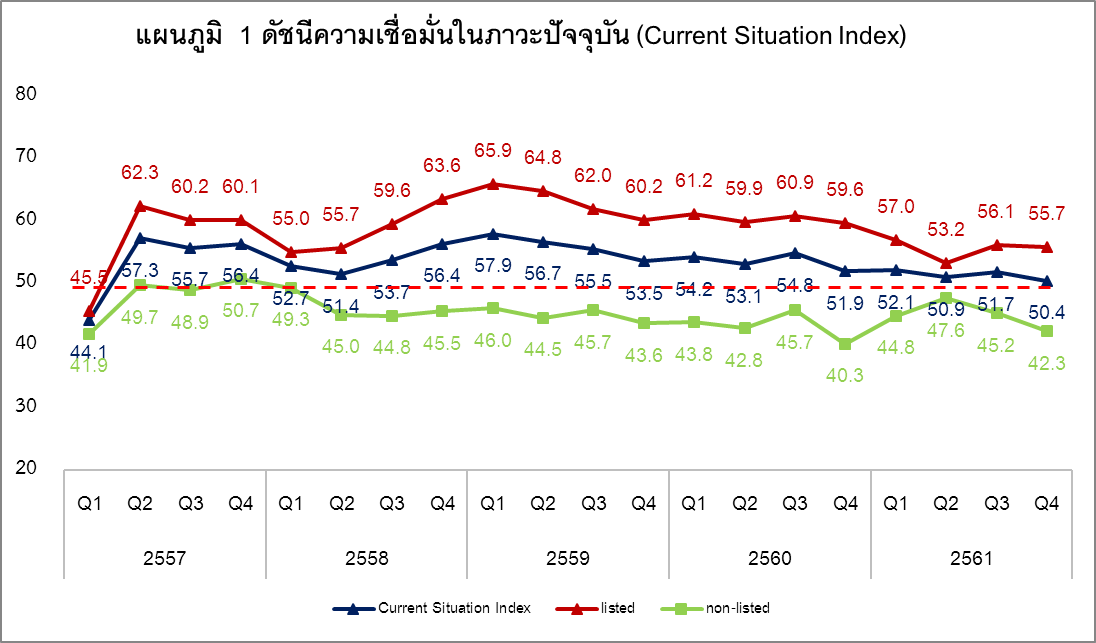 แผนภูมิ 1 ดัชนีความเชื่อมั่นในภาวะปัจจุบัน (Current Situation Index)
80
70
60
50
40
30
20
45.5 62.3 60.2 60.1 55.0 55.7 59.6 63.6 65.9 64.8 62.0 60.2 61.2 59.9 60.9 59.6 57.0 53.2 56.1 55.7
44.1 57.3 55.7 56.4 52.7 51.4 53.7 56.4 57.9 56.7 55.5 53.5 54.2 53.1 54.8 51.9 52.1 50.9 51.7 50.4
41.9 49.7 48.9 50.7 49.3 45.0 44.8 45.5 46.0 44.5 45.7 43.6 43.8 42.8 45.7 40.3 44.8 47.6 45.2 42.3
Q1 Q2 Q3 Q4 Q1 Q2 Q3 Q4 Q1 Q2 Q3 Q4 Q1 Q2 Q3 Q4 Q1 Q2 Q3 Q4
2557 2558 2559 2560 2561
Current Situation Index listed non-listed